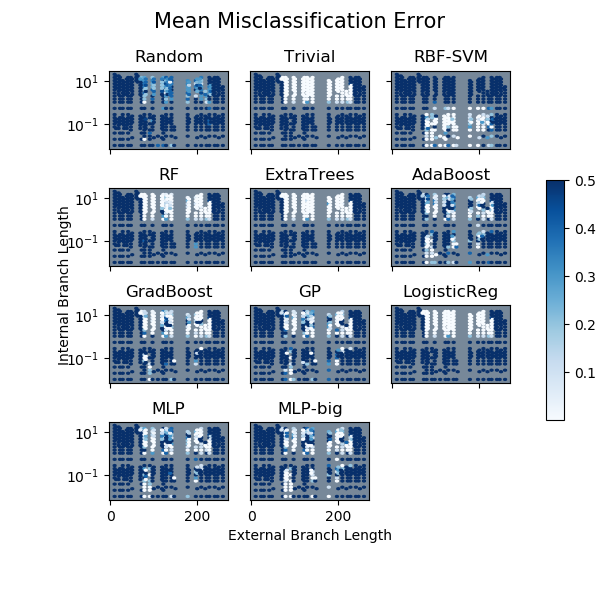 Mean Misclassification Error
Random Trivial RBF-SVM
10^1
10^-1
RF ExtraTrees AdaBoost
10^1
10^-1
GradBoost GP LogisticReg
10^1
10^-1
MLP MLP-big
10^1
10^-1
0 200 0 200
Internal Branch Length
External Branch Length
0.5
0.4
0.3
0.2
0.1